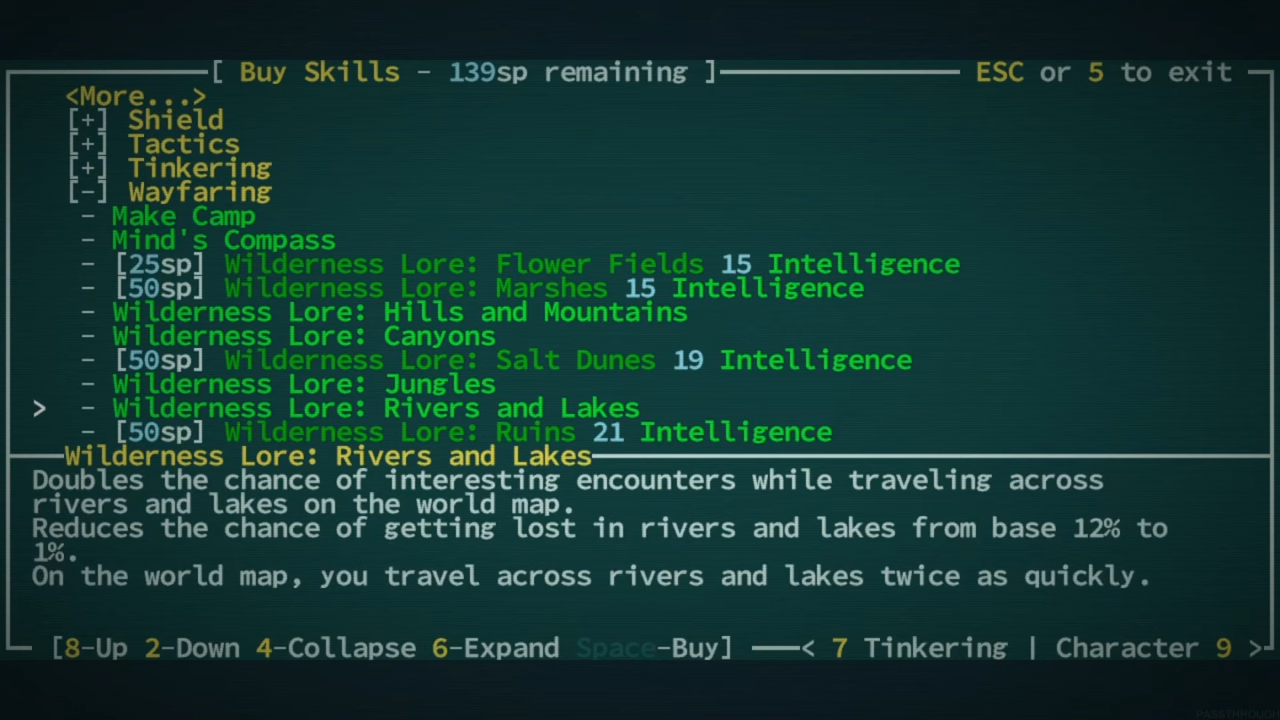 [ Buy Skills - 139sp remaining ] ESC or 5 to exit
<More...>
[+] Shield
[+] Tactics
[+] Tinkering
[-] Wayfaring
- Make Camp
- Mind's Compass
- [25sp] Wilderness Lore: Flower Fields 15 Intelligence
- [50sp] Wilderness Lore: Marshes 15 Intelligence
- Wilderness Lore: Hills and Mountains
- Wilderness Lore: Canyons
- [50sp] Wilderness Lore: Salt Dunes 19 Intelligence
- Wilderness Lore: Jungles
> - Wilderness Lore: Rivers and Lakes
- [50sp] Wilderness Lore: Ruins 21 Intelligence
Wilderness Lore: Rivers and Lakes
Doubles the chance of interesting encounters while traveling across
rivers and lakes on the world map.
Reduces the chance of getting lost in rivers and lakes from base 12% to
1%.
On the world map, you travel across rivers and lakes twice as quickly.
[8-Up 2-Down 4-Collapse 6-Expand Space-Buy] < 7 Tinkering | Character 9 >